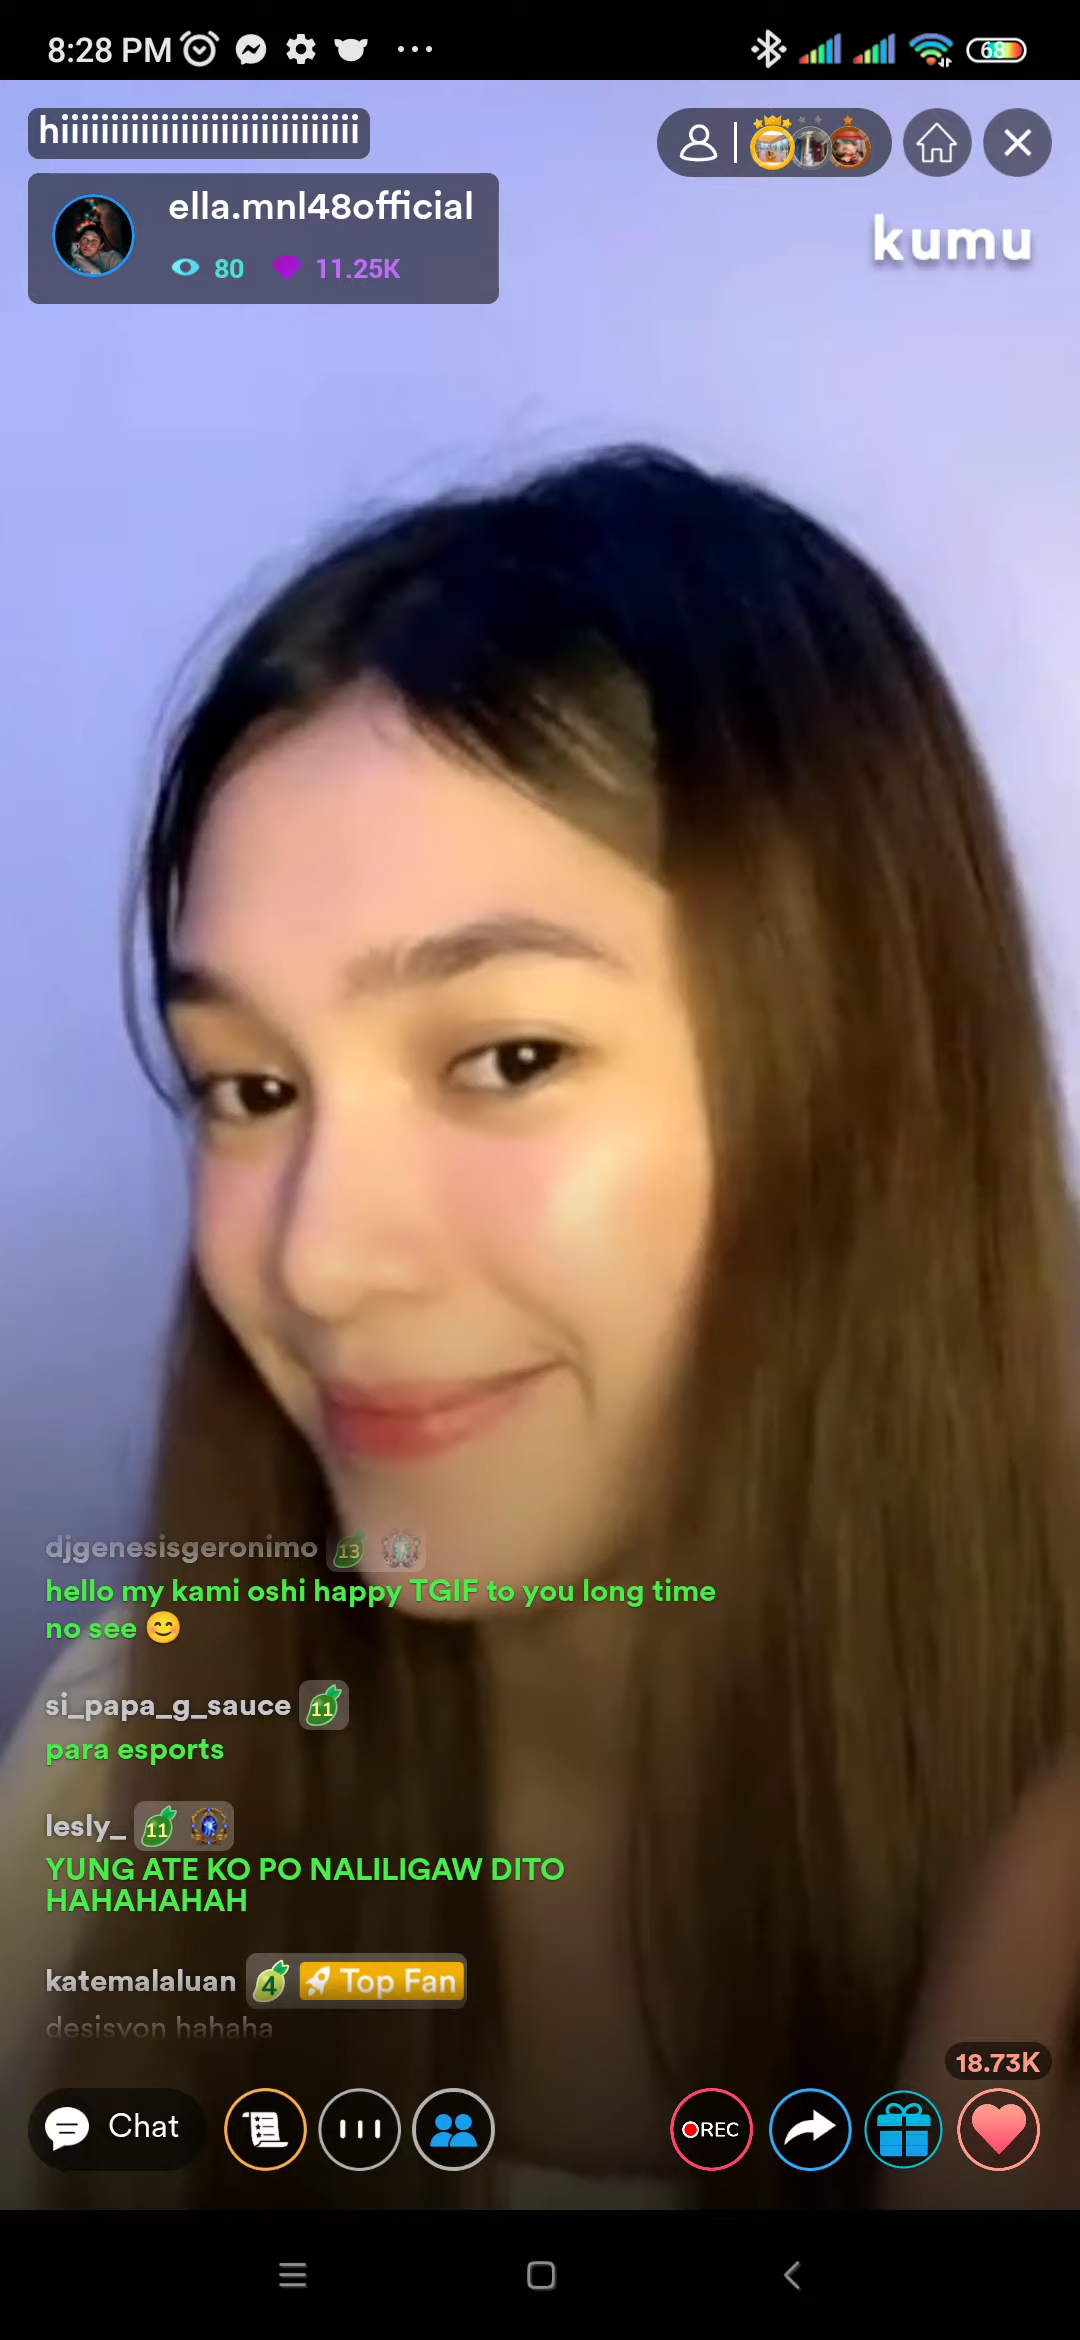 8:28 PM
68
hiiiiiiiiiiiiiiiiiiiiiiiiiiiiii
ella.mnl48official
80 11.25K
kumu
djgenesisgeronimo 13
hello my kami oshi happy TGIF to you long time
no see 😊
si_papa_g_sauce 11
para esports
lesly_ 11
YUNG ATE KO PO NALILIGAW DITO
HAHAHAHAH
katemalaluan 4 Top Fan
desisyon hahaha
18.73K
Chat
REC